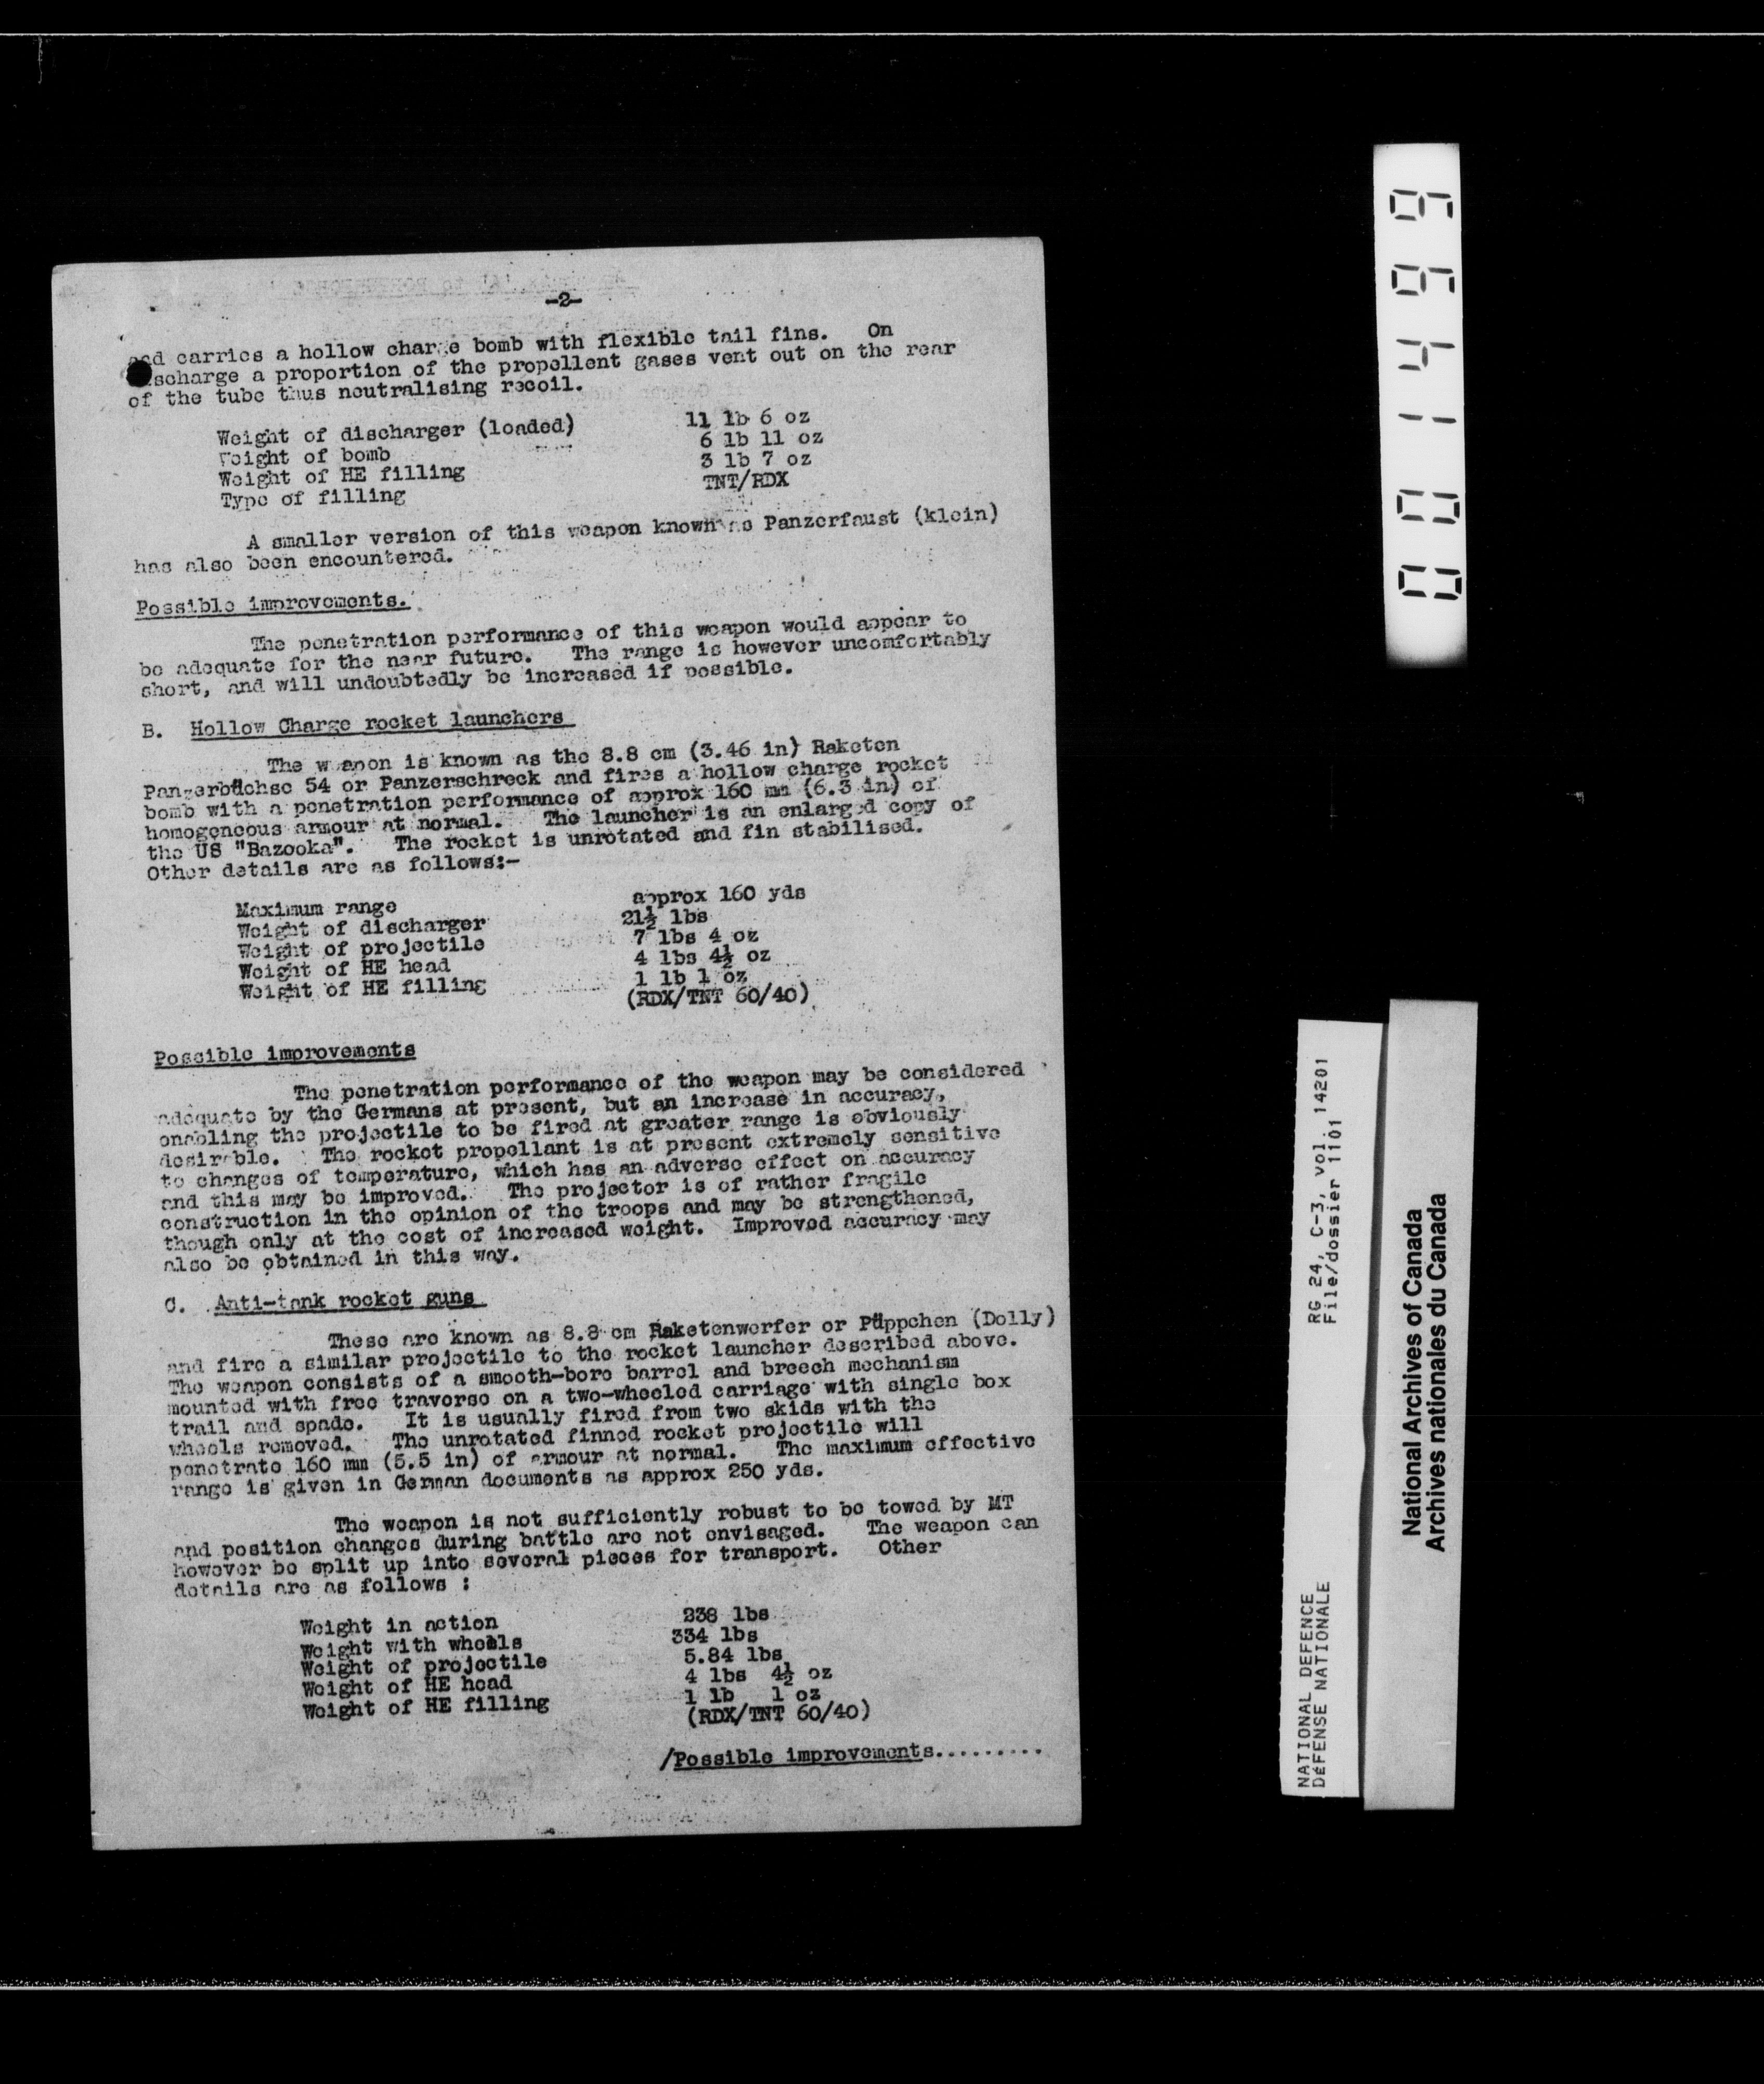 -2-
and carries a hollow charge bomb with flexible tail fins. On
discharge a proportion of the propellent gases vent out on the rear
of the tube thus neutralising recoil.
Weight of discharger (loaded) 11 lb 6 oz
Weight of bomb 6 lb 11 oz
Weight of HE filling 3 lb 7 oz
Type of filling TNT/RDX
A smaller version of this weapon known as Panzerfaust (klein)
has also been encountered.
Possible improvements.
The penetration performance of this weapon would appear to
be adequate for the near future. The range is however uncomfortably
short, and will undoubtedly be increased if possible.
B. Hollow Charge rocket launchers
The weapon is known as the 8.8 cm (3.46 in) Raketen
Panzerbüchse 54 or Panzerschreck and fires a hollow charge rocket
bomb with a penetration performance of approx 160 mm (6.3 in) of
homogeneous armour at normal. The launcher is an enlarged copy of
the US "Bazooka". The rocket is unrotated and fin stabilised.
Other details are as follows:-
Maximum range approx 160 yds
Weight of discharger 21½ lbs
Weight of projectile 7 lbs 4 oz
Weight of HE head 4 lbs 4½ oz
Weight of HE filling 1 lb 1 oz
(RDX/TNT 60/40)
Possible improvements
The penetration performance of the weapon may be considered
adequate by the Germans at present, but an increase in accuracy,
enabling the projectile to be fired at greater range is obviously
desirable. The rocket propellant is at present extremely sensitive
to changes of temperature, which has an adverse effect on accuracy
and this may be improved. The projector is of rather fragile
construction in the opinion of the troops and may be strengthened,
though only at the cost of increased weight. Improved accuracy may
also be obtained in this way.
C. Anti-tank rocket guns
These are known as 8.8 cm Raketenwerfer or Püppchen (Dolly)
and fire a similar projectile to the rocket launcher described above.
The weapon consists of a smooth-bore barrel and breech mechanism
mounted with free traverse on a two-wheeled carriage with single box
trail and spade. It is usually fired from two skids with the
wheels removed. The unrotated finned rocket projectile will
penetrate 160 mm (5.5 in) of armour at normal. The maximum effective
range is given in German documents as approx 250 yds.
The weapon is not sufficiently robust to be towed by MT
and position changes during battle are not envisaged. The weapon can
however be split up into several pieces for transport. Other
details are as follows :
Weight in action 238 lbs
Weight with wheels 334 lbs
Weight of projectile 5.84 lbs
Weight of HE head 4 lbs 4½ oz
Weight of HE filling 1 lb 1 oz
(RDX/TNT 60/40)
/Possible improvements.........
NATIONAL DEFENCE RG 24, C-3, vol. 14201
DÉFENSE NATIONALE File/dossier 1101
National Archives of Canada
Archives nationales du Canada